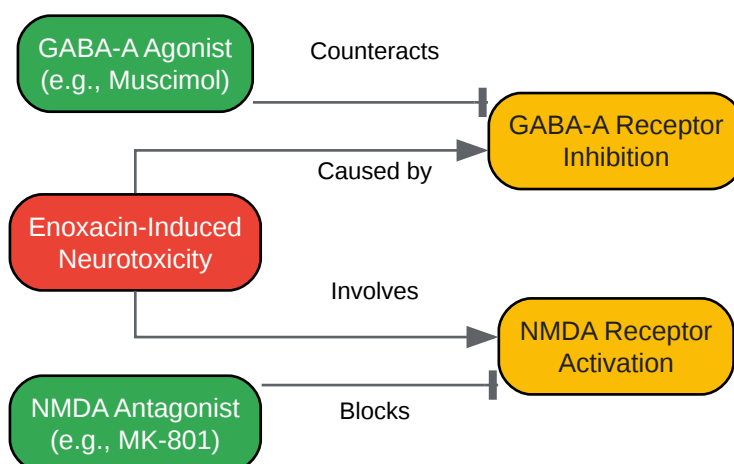 GABA-A Agonist
(e.g., Muscimol)
Counteracts
GABA-A Receptor
Inhibition
Caused by
Enoxacin-Induced
Neurotoxicity
Involves
NMDA Receptor
Activation
NMDA Antagonist
(e.g., MK-801)
Blocks